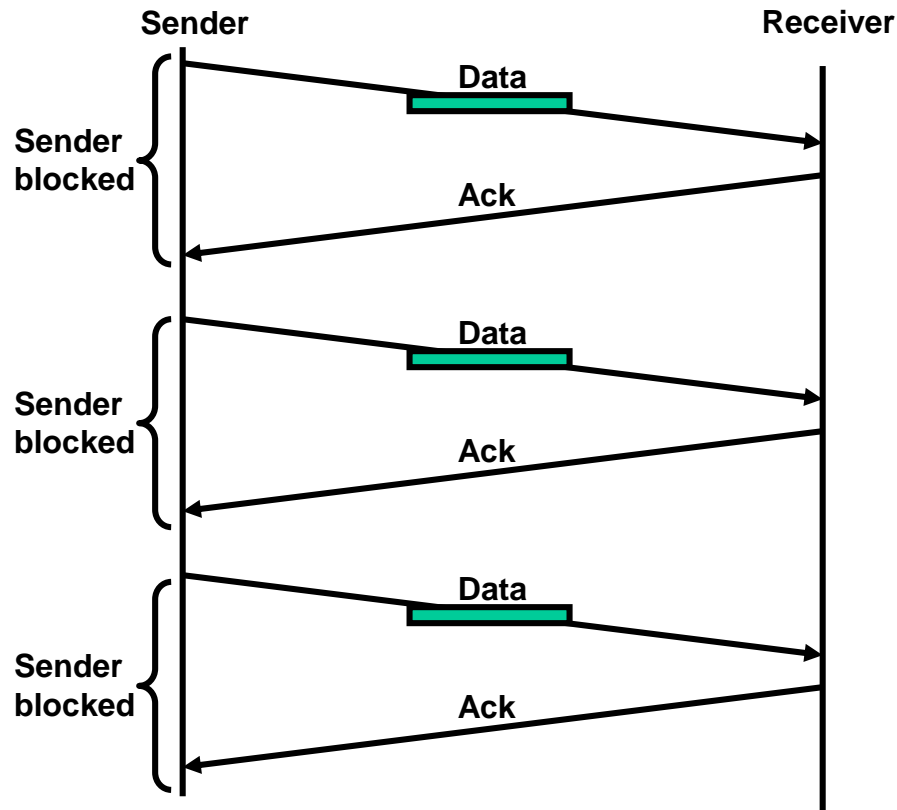 Sender
Receiver
Data
Sender
blocked
Ack
Data
Sender
blocked
Ack
Data
Sender
blocked
Ack